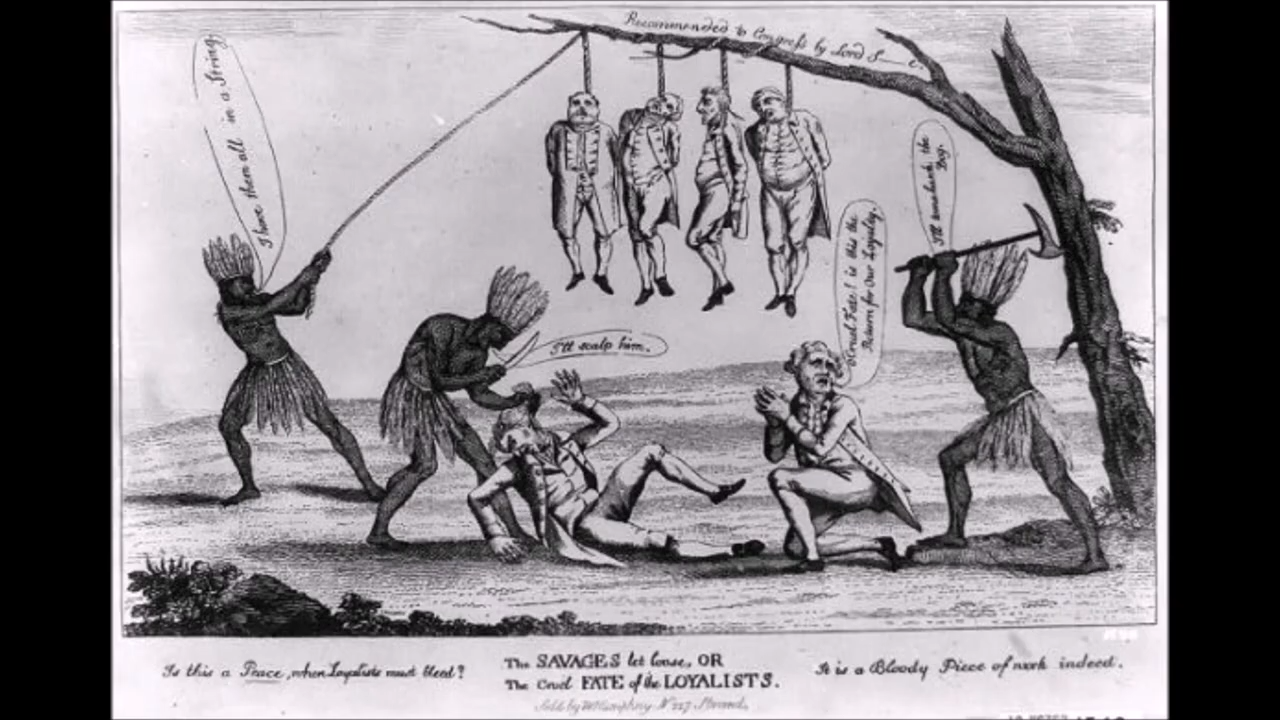 Recommended to Congress by Lord S——e.
I have them all in a String
I'll scalp him.
O Cruel Fate! is this the
Return for Our Loyalty.
I'll tomahawk the
Dog.
Is this a Peace, when Loyalists must bleed?
The SAVAGES let loose, OR
The Cruel FATE of the LOYALISTS.
It is a Bloody Piece of work indeed.
Sold by W Humphry No 227 Strand.